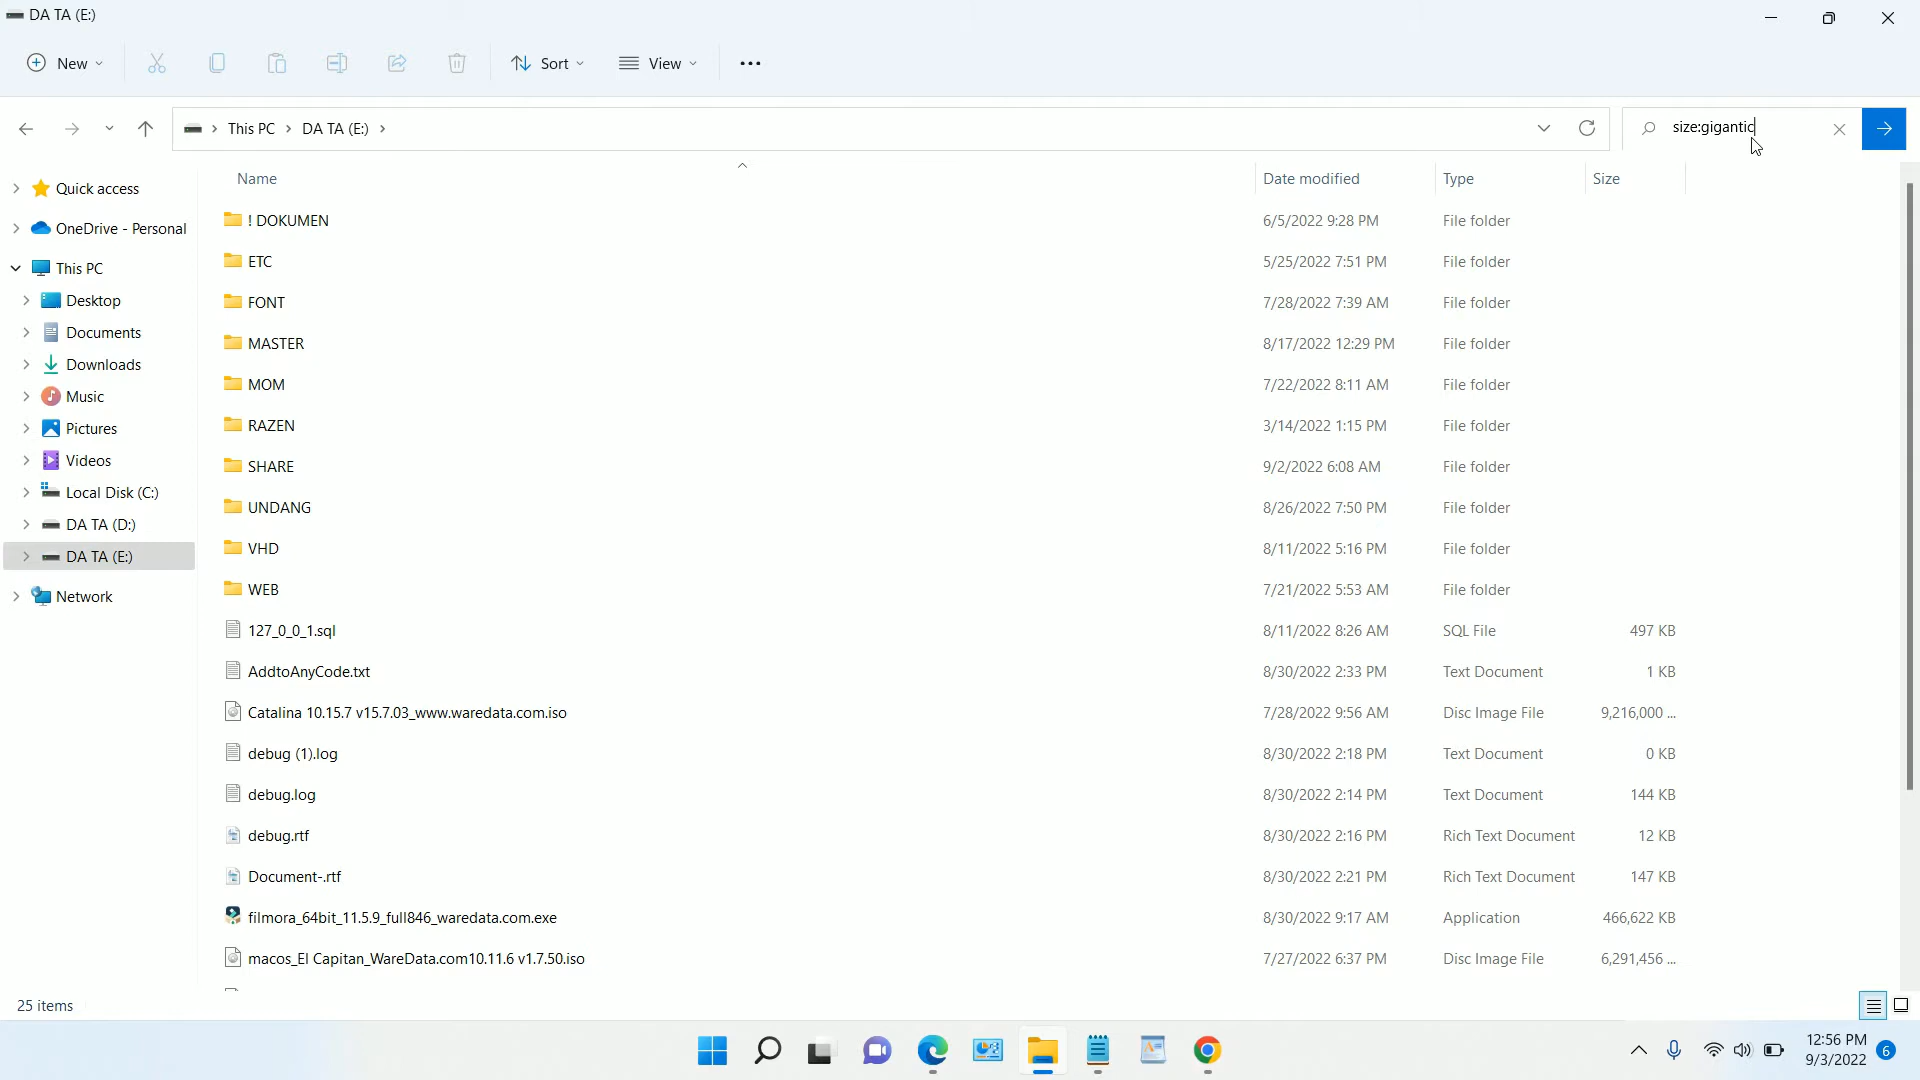 DA TA (E:)
New
Sort
View
This PC
DA TA (E:)
size:gigantic
Quick access
OneDrive - Personal
This PC
Desktop
Documents
Downloads
Music
Pictures
Videos
Local Disk (C:)
DA TA (D:)
DA TA (E:)
Network
Name Date modified Type Size
! DOKUMEN 6/5/2022 9:28 PM File folder
ETC 5/25/2022 7:51 PM File folder
FONT 7/28/2022 7:39 AM File folder
MASTER 8/17/2022 12:29 PM File folder
MOM 7/22/2022 8:11 AM File folder
RAZEN 3/14/2022 1:15 PM File folder
SHARE 9/2/2022 6:08 AM File folder
UNDANG 8/26/2022 7:50 PM File folder
VHD 8/11/2022 5:16 PM File folder
WEB 7/21/2022 5:53 AM File folder
127_0_0_1.sql 8/11/2022 8:26 AM SQL File 497 KB
AddtoAnyCode.txt 8/30/2022 2:33 PM Text Document 1 KB
Catalina 10.15.7 v15.7.03_www.waredata.com.iso 7/28/2022 9:56 AM Disc Image File 9,216,000 ...
debug (1).log 8/30/2022 2:18 PM Text Document 0 KB
debug.log 8/30/2022 2:14 PM Text Document 144 KB
debug.rtf 8/30/2022 2:16 PM Rich Text Document 12 KB
Document-.rtf 8/30/2022 2:21 PM Rich Text Document 147 KB
filmora_64bit_11.5.9_full846_waredata.com.exe 8/30/2022 9:17 AM Application 466,622 KB
macos_El Capitan_WareData.com10.11.6 v1.7.50.iso 7/27/2022 6:37 PM Disc Image File 6,291,456 ...
25 items
12:56 PM
9/3/2022
6